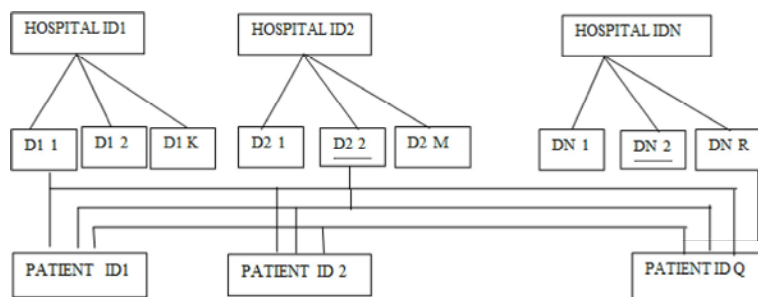 HOSPITAL ID1
HOSPITAL ID2
HOSPITAL IDN
D1 1
D1 2
D1 K
D2 1
D2 2
D2 M
DN 1
DN 2
DN R
PATIENT ID1
PATIENT ID 2
PATIENT ID Q